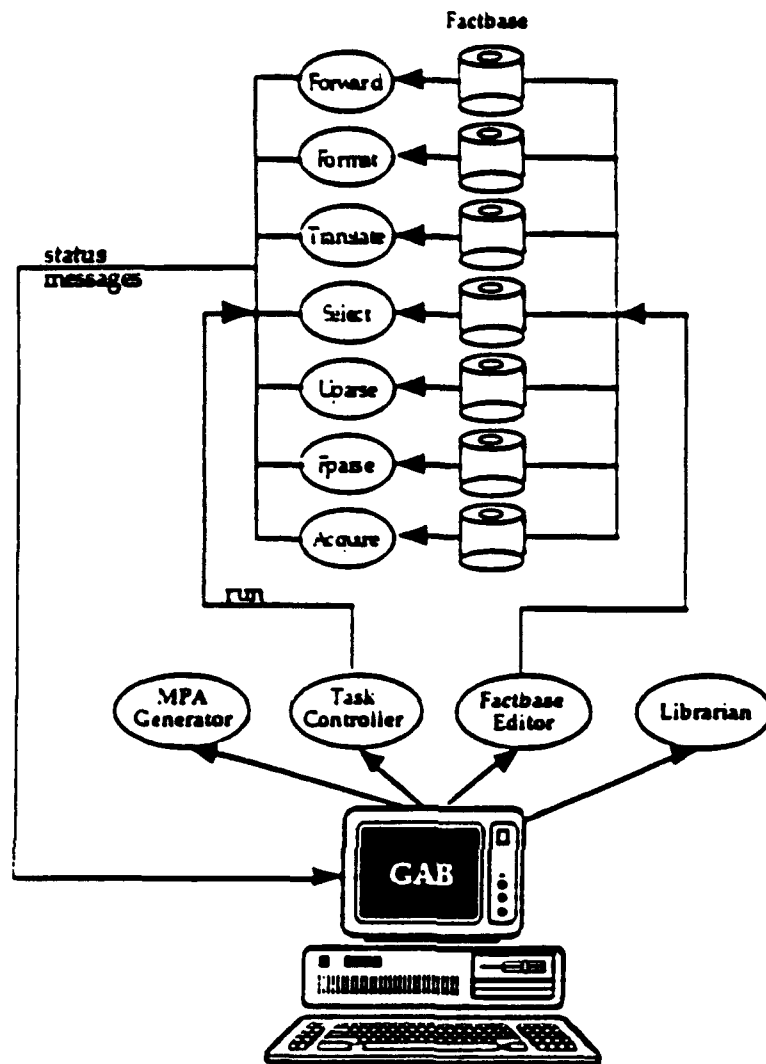 Factbase
Forward
Format
Translate
status
messages
Select
Uparse
Fparse
Acquire
run
MPA
Generator
Task
Controller
Factbase
Editor
Librarian
GAB